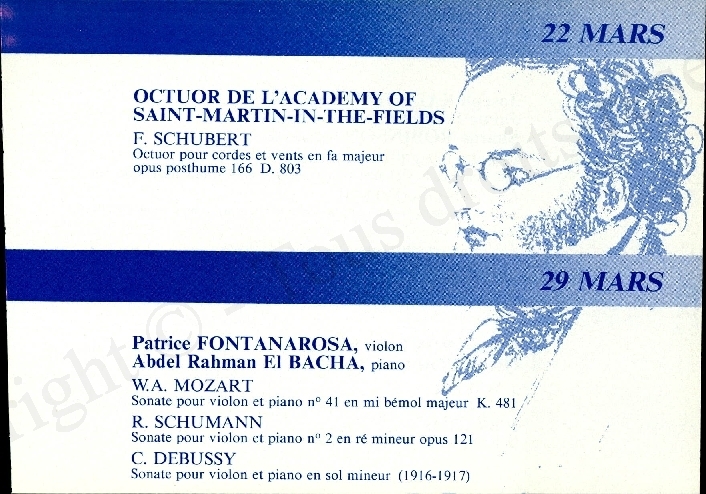 22 MARS
OCTUOR DE L'ACADEMY OF
SAINT-MARTIN-IN-THE-FIELDS
F. SCHUBERT
Octuor pour cordes et vents en fa majeur
opus posthume 166 D. 803
29 MARS
Patrice FONTANAROSA, violon
Abdel Rahman El BACHA, piano
W.A. MOZART
Sonate pour violon et piano n° 41 en mi bémol majeur K. 481
R. SCHUMANN
Sonate pour violon et piano n° 2 en ré mineur opus 121
C. DEBUSSY
Sonate pour violon et piano en sol mineur (1916-1917)
right © - Tous droits